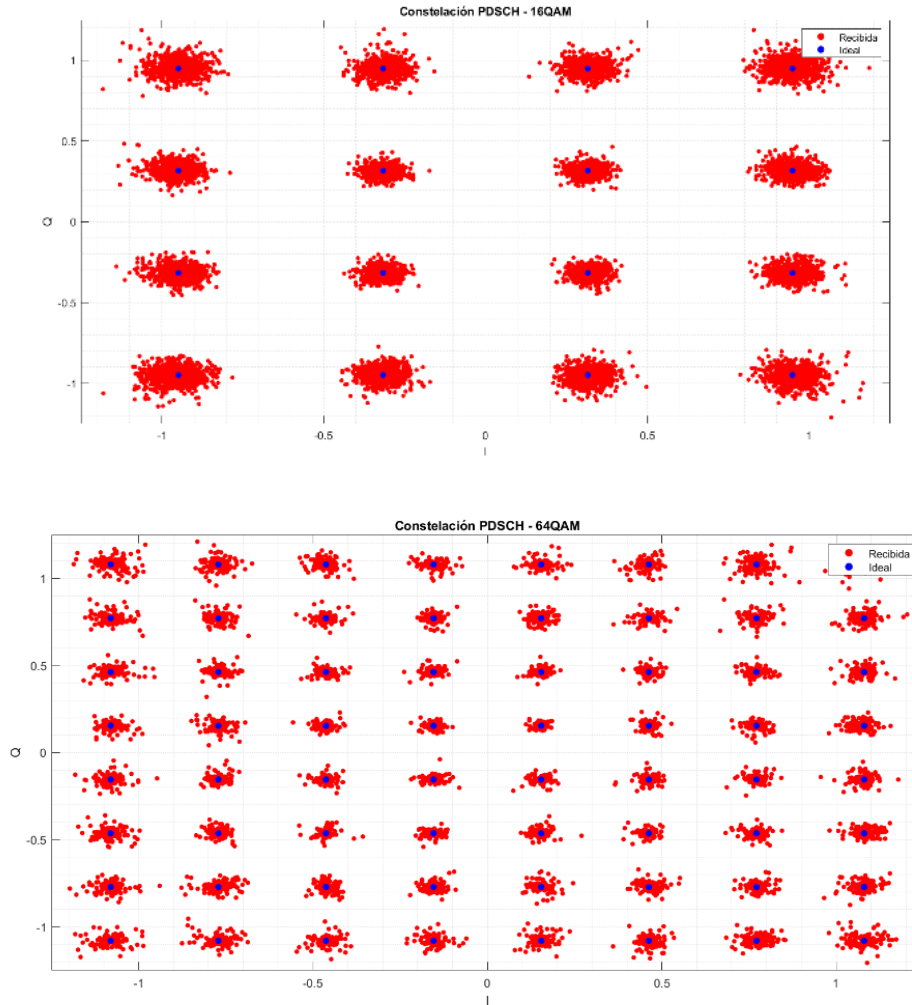 Constelación PDSCH - 16QAM
Recibida
Ideal
1
0.5
0
-0.5
-1
Q
-1
-0.5
0
0.5
1
I
Constelación PDSCH - 64QAM
Recibida
Ideal
1
0.5
0
-0.5
-1
Q
-1
-0.5
0
0.5
1
I